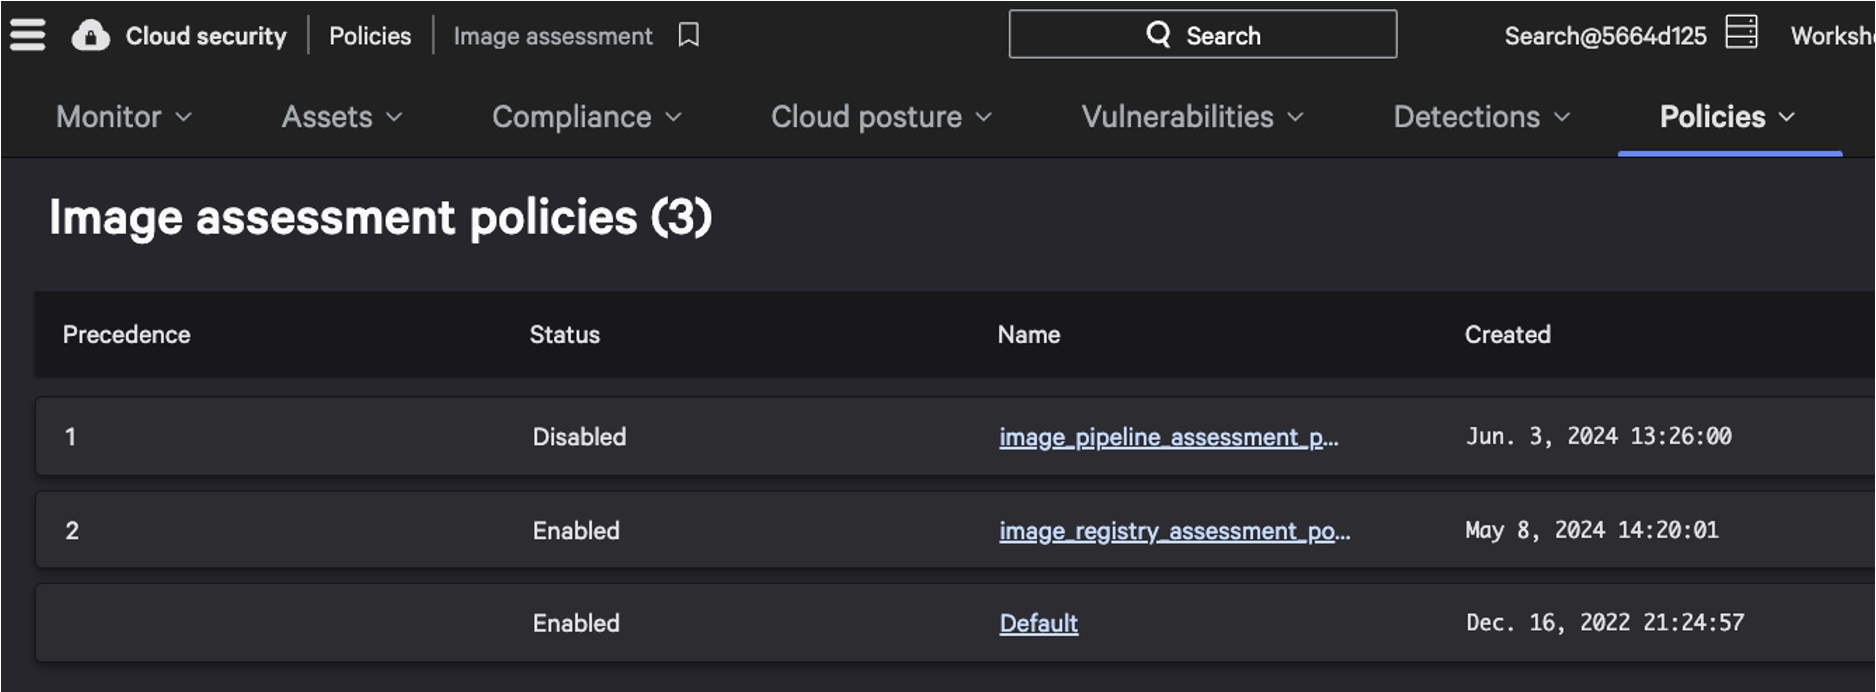 Cloud security Policies Image assessment Search Search@5664d125 Worksh
Monitor Assets Compliance Cloud posture Vulnerabilities Detections Policies
Image assessment policies (3)
Precedence Status Name Created
1 Disabled image_pipeline_assessment_p... Jun. 3, 2024 13:26:00
2 Enabled image_registry_assessment_po... May 8, 2024 14:20:01
Enabled Default Dec. 16, 2022 21:24:57